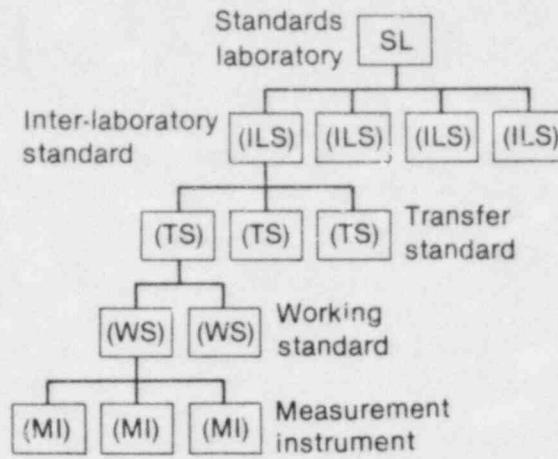 Standards
laboratory
SL
Inter-laboratory
standard
(ILS) (ILS) (ILS) (ILS)
(TS) (TS) (TS)
Transfer
standard
(WS) (WS)
Working
standard
(MI) (MI) (MI)
Measurement
instrument